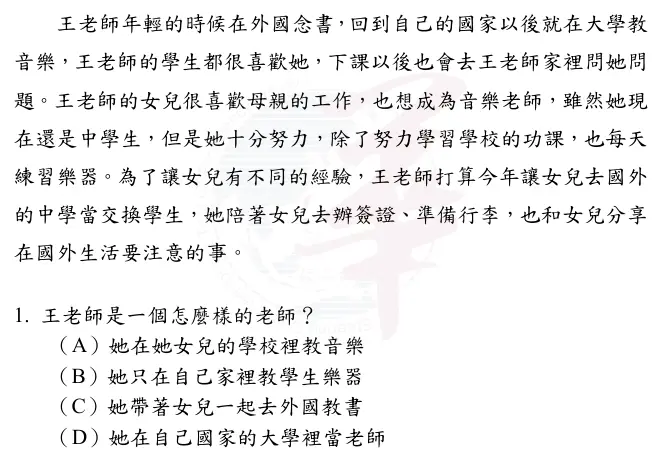 王老師年輕的時候在外國念書，回到自己的國家以後就在大學教
音樂，王老師的學生都很喜歡她，下課以後也會去王老師家裡問她問
題。王老師的女兒很喜歡母親的工作，也想成為音樂老師，雖然她現
在還是中學生，但是她十分努力，除了努力學習學校的功課，也每天
練習樂器。為了讓女兒有不同的經驗，王老師打算今年讓女兒去國外
的中學當交換學生，她陪著女兒去辦簽證、準備行李，也和女兒分享
在國外生活要注意的事。
1. 王老師是一個怎麼樣的老師？
（A）她在她女兒的學校裡教音樂
（B）她只在自己家裡教學生樂器
（C）她帶著女兒一起去外國教書
（D）她在自己國家的大學裡當老師